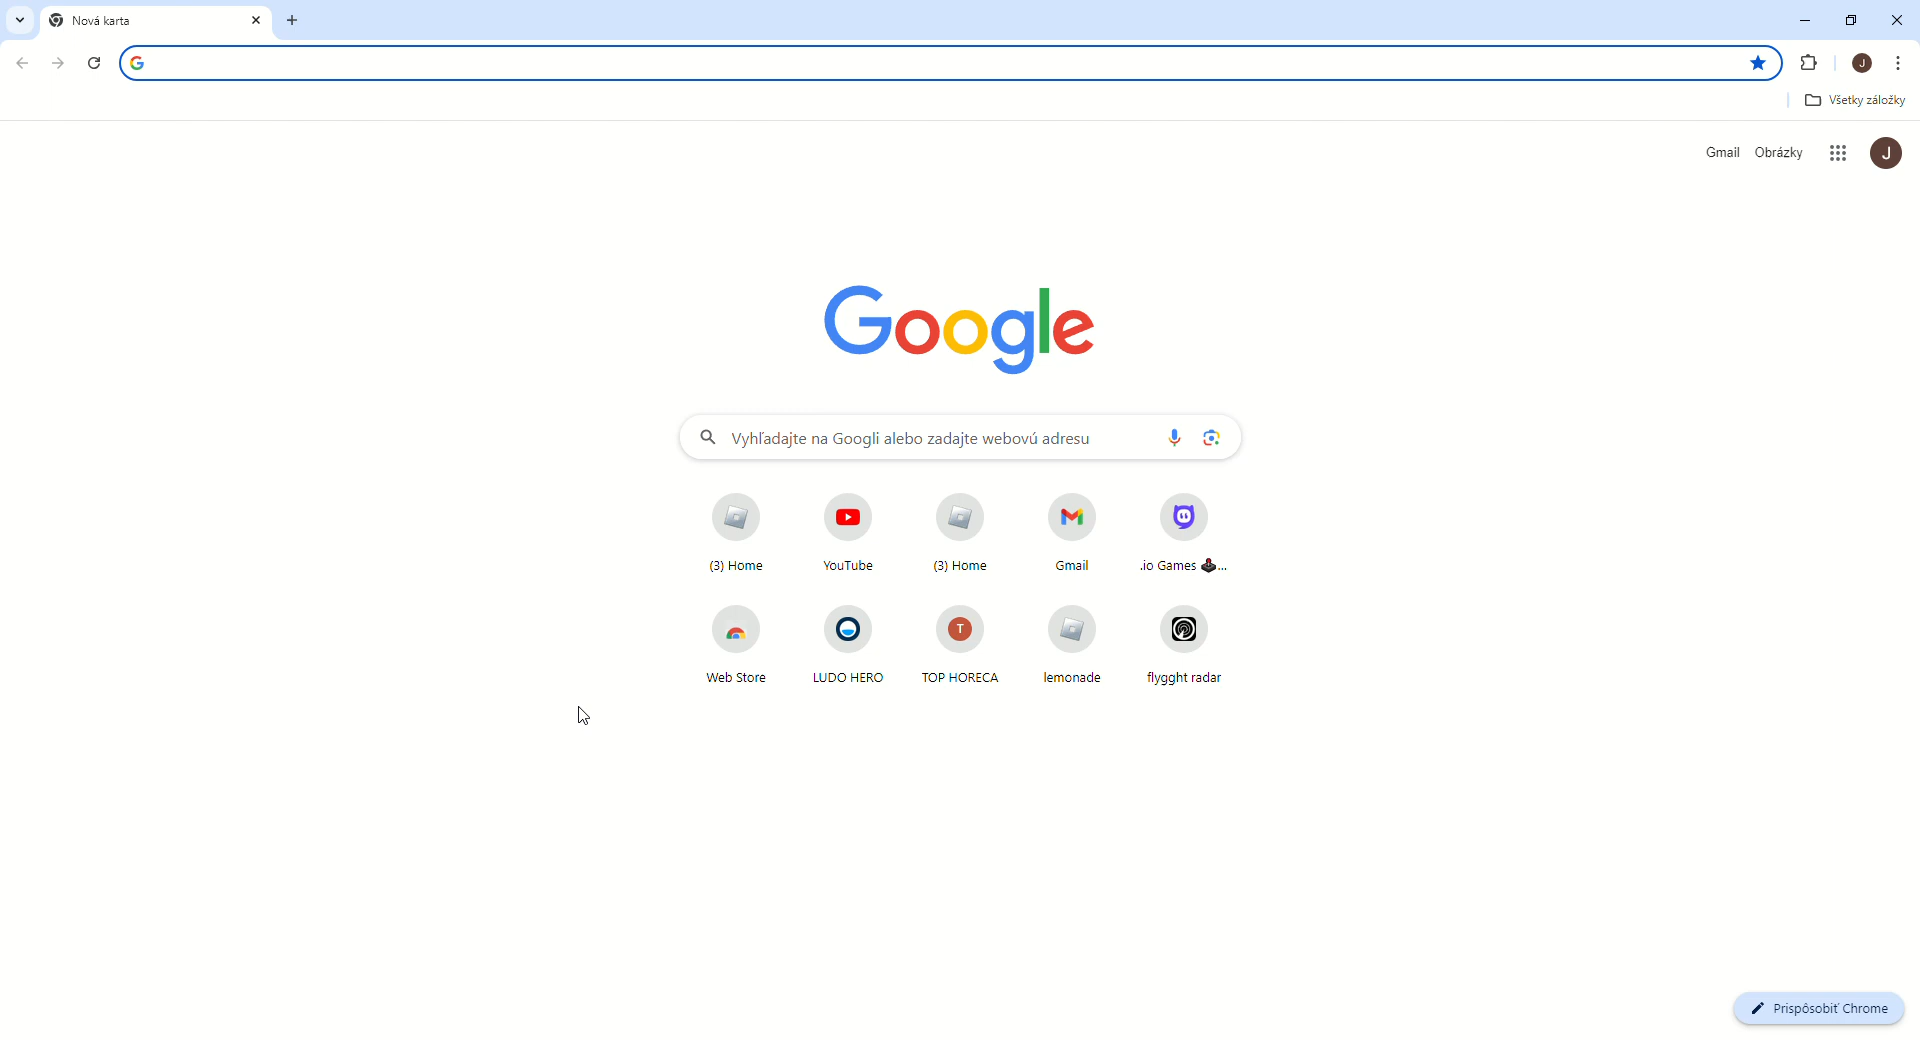 Nová karta
Všetky záložky
Gmail Obrázky J
Google
Vyhľadajte na Googli alebo zadajte webovú adresu
(3) Home YouTube (3) Home Gmail .io Games 🕹️...
T
Web Store LUDO HERO TOP HORECA lemonade flygght radar
Prispôsobiť Chrome